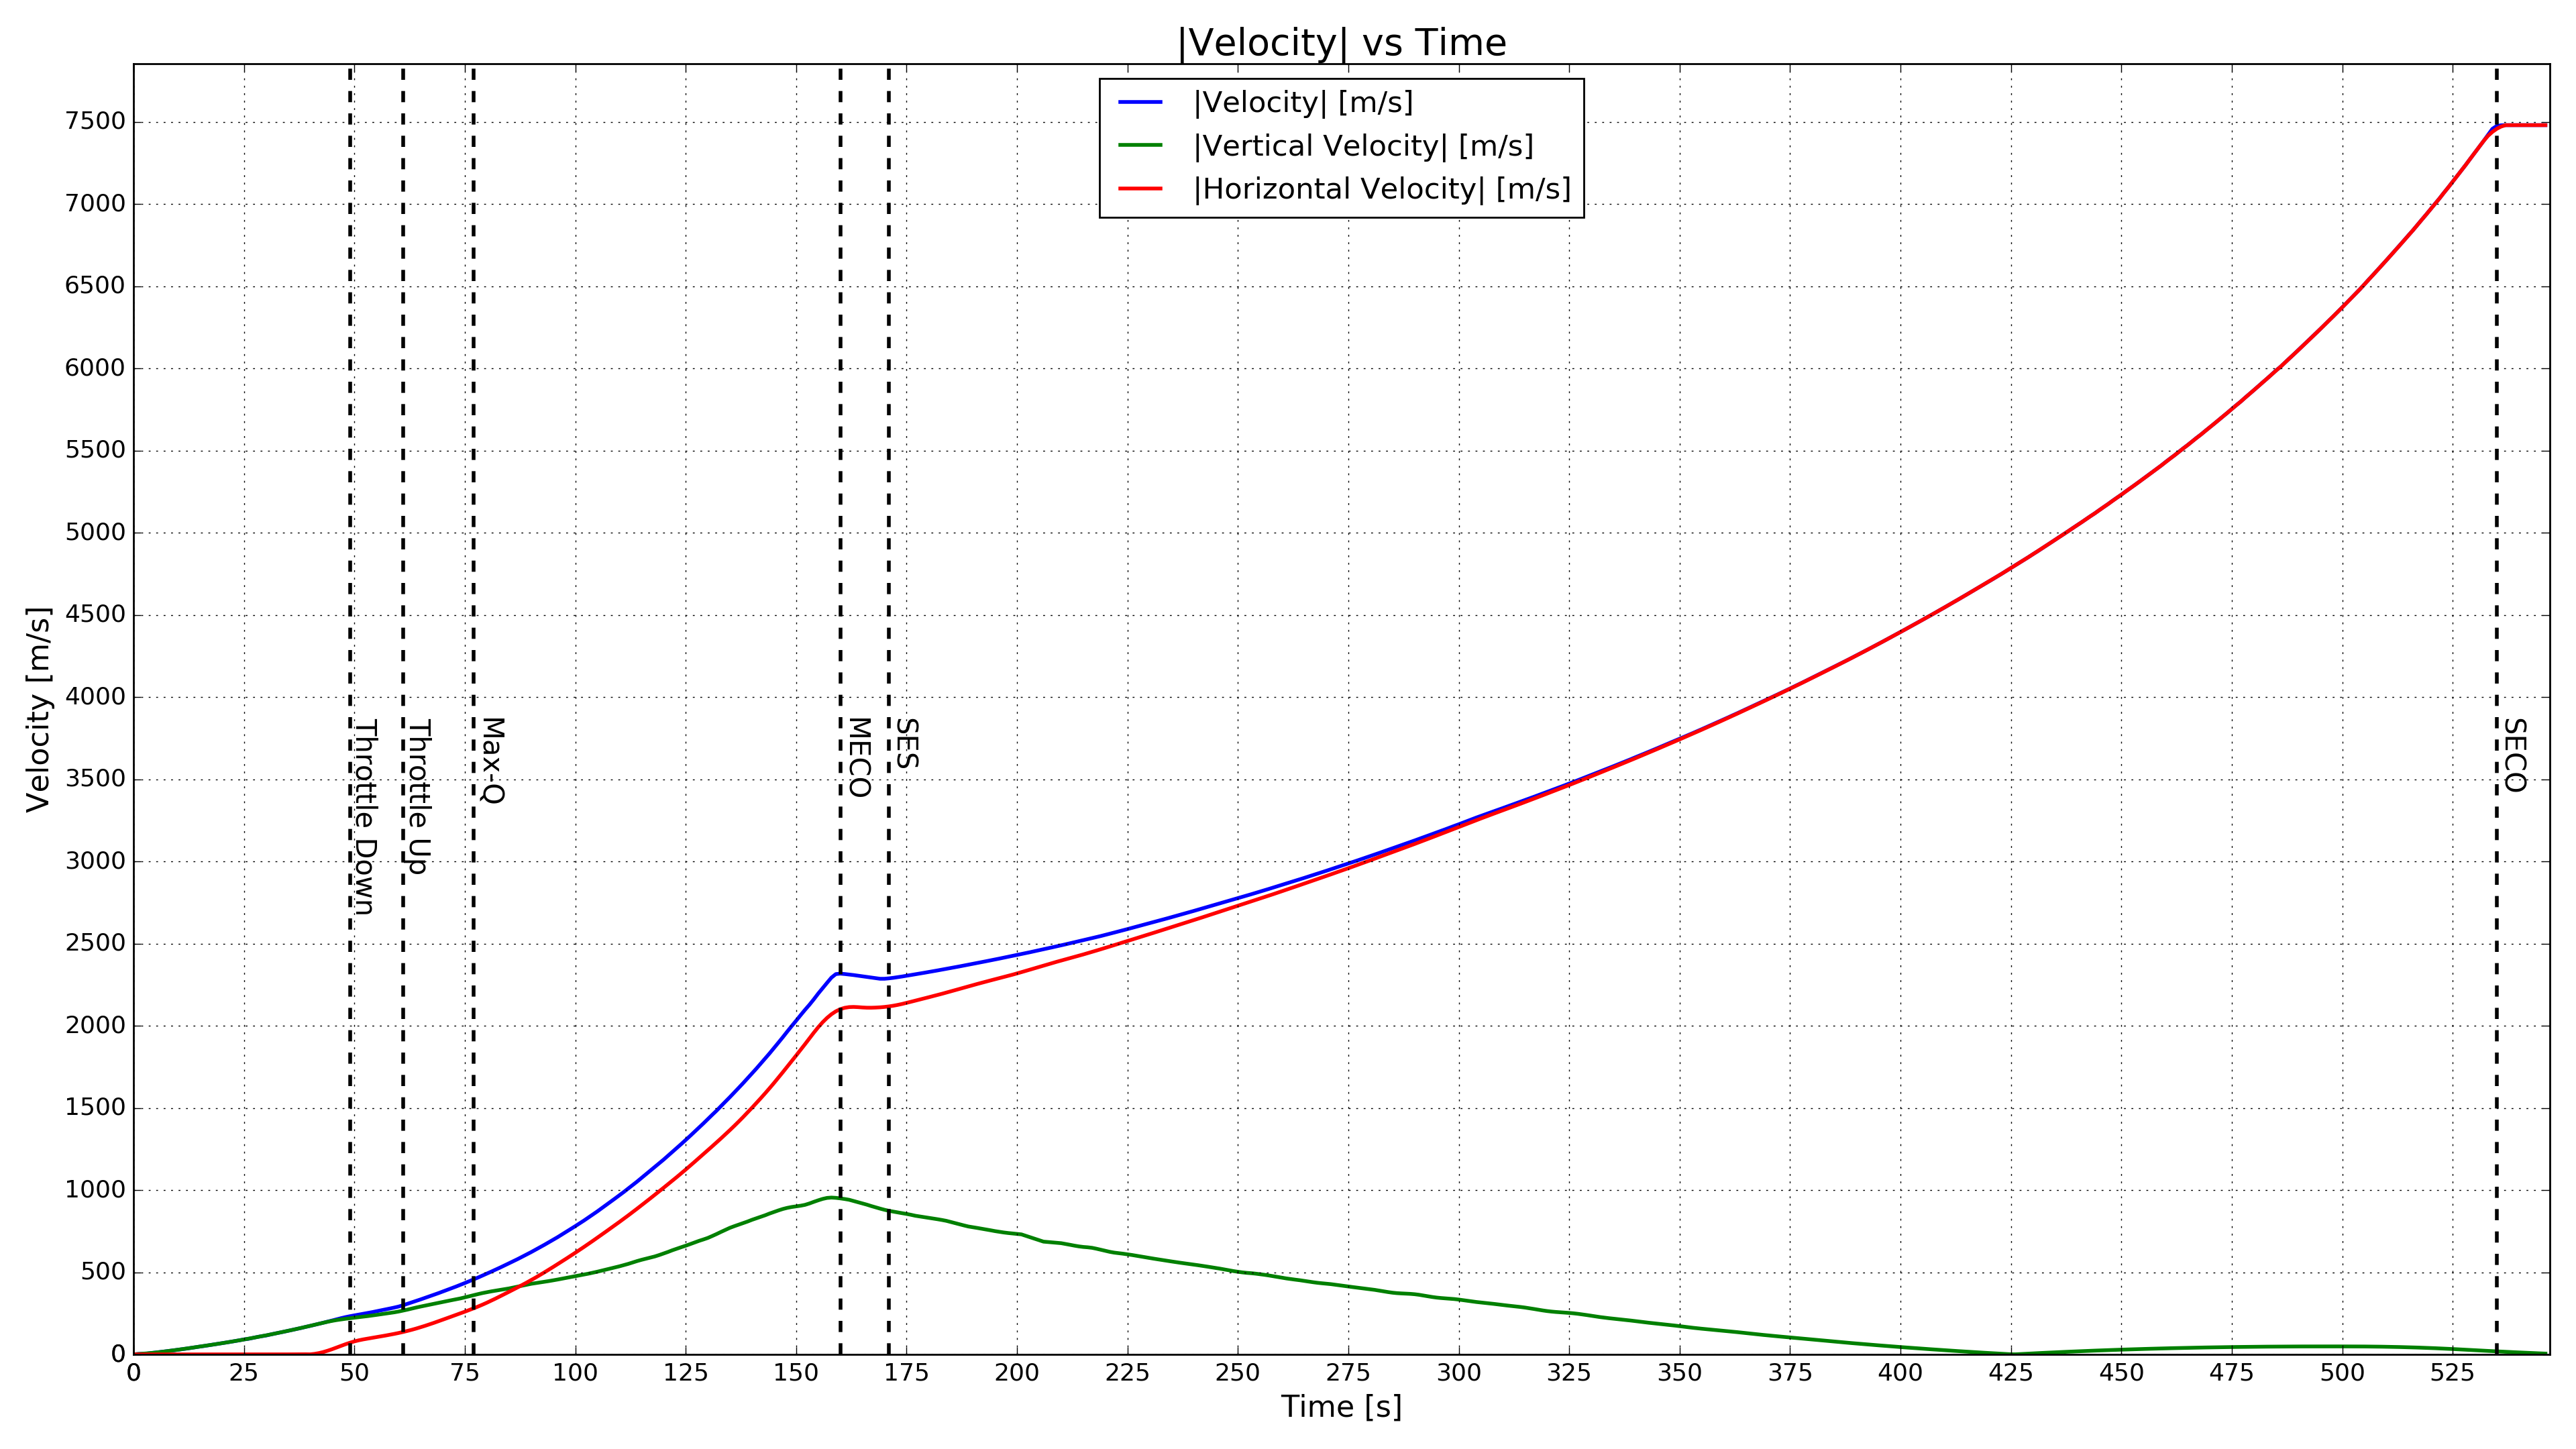 |Velocity| vs Time
|Velocity| [m/s]
|Vertical Velocity| [m/s]
|Horizontal Velocity| [m/s]
Velocity [m/s]
7500
7000
6500
6000
5500
5000
4500
4000
3500
3000
2500
2000
1500
1000
500
0
Throttle Down
Throttle Up
Max-Q
MECO
SES
SECO
0 25 50 75 100 125 150 175 200 225 250 275 300 325 350 375 400 425 450 475 500 525
Time [s]